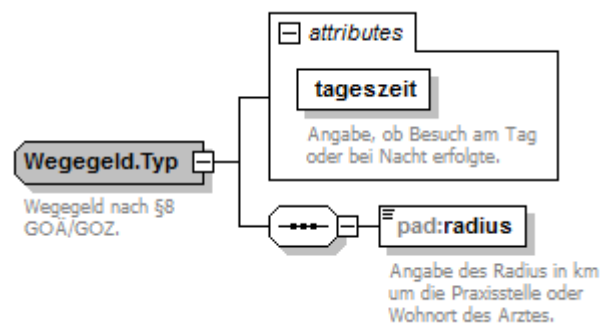 attributes
tageszeit
Angabe, ob Besuch am Tag
oder bei Nacht erfolgte.
Wegegeld.Typ
Wegegeld nach §8
GOÄ/GOZ.
pad:radius
Angabe des Radius in km
um die Praxisstelle oder
Wohnort des Arztes.